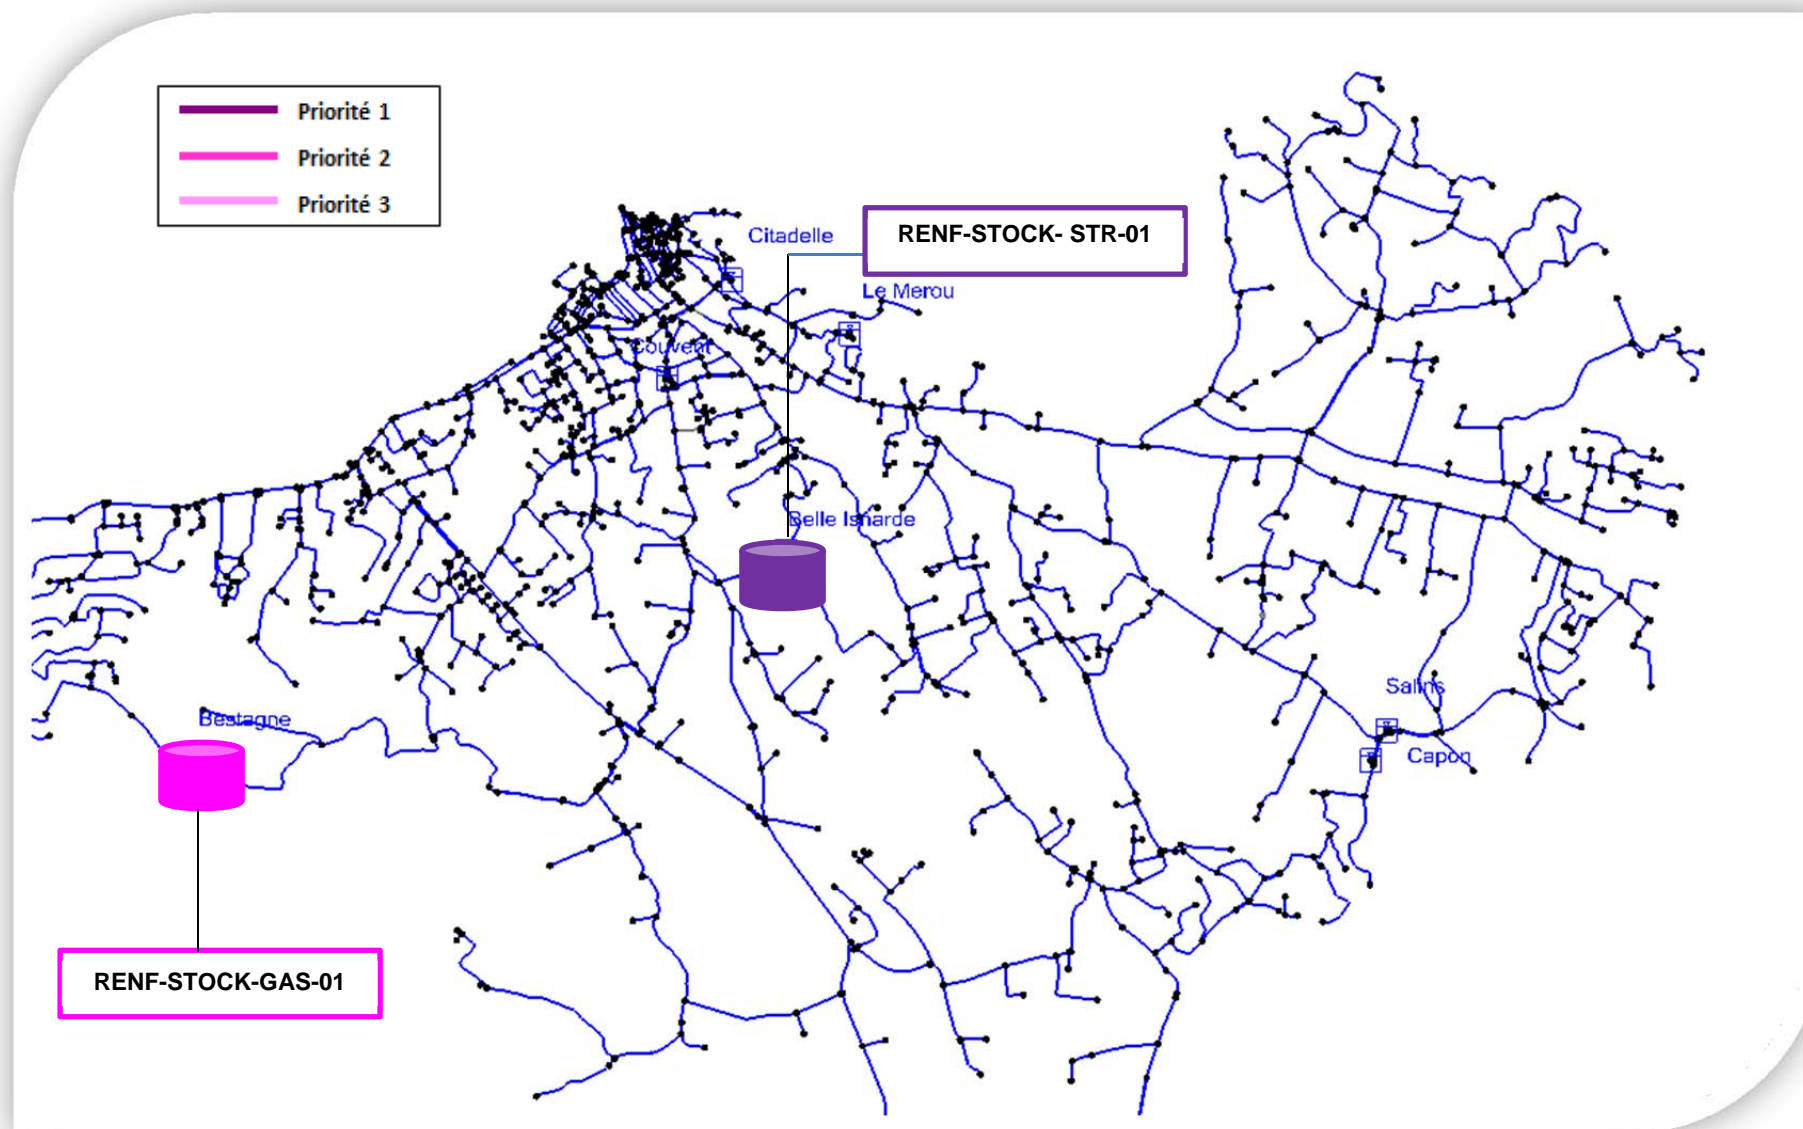 Priorité 1
Priorité 2
Priorité 3
Citadelle
RENF-STOCK- STR-01
Le Merou
Couvent
Belle Isnarde
Bestagne
Salins
Capon
RENF-STOCK-GAS-01